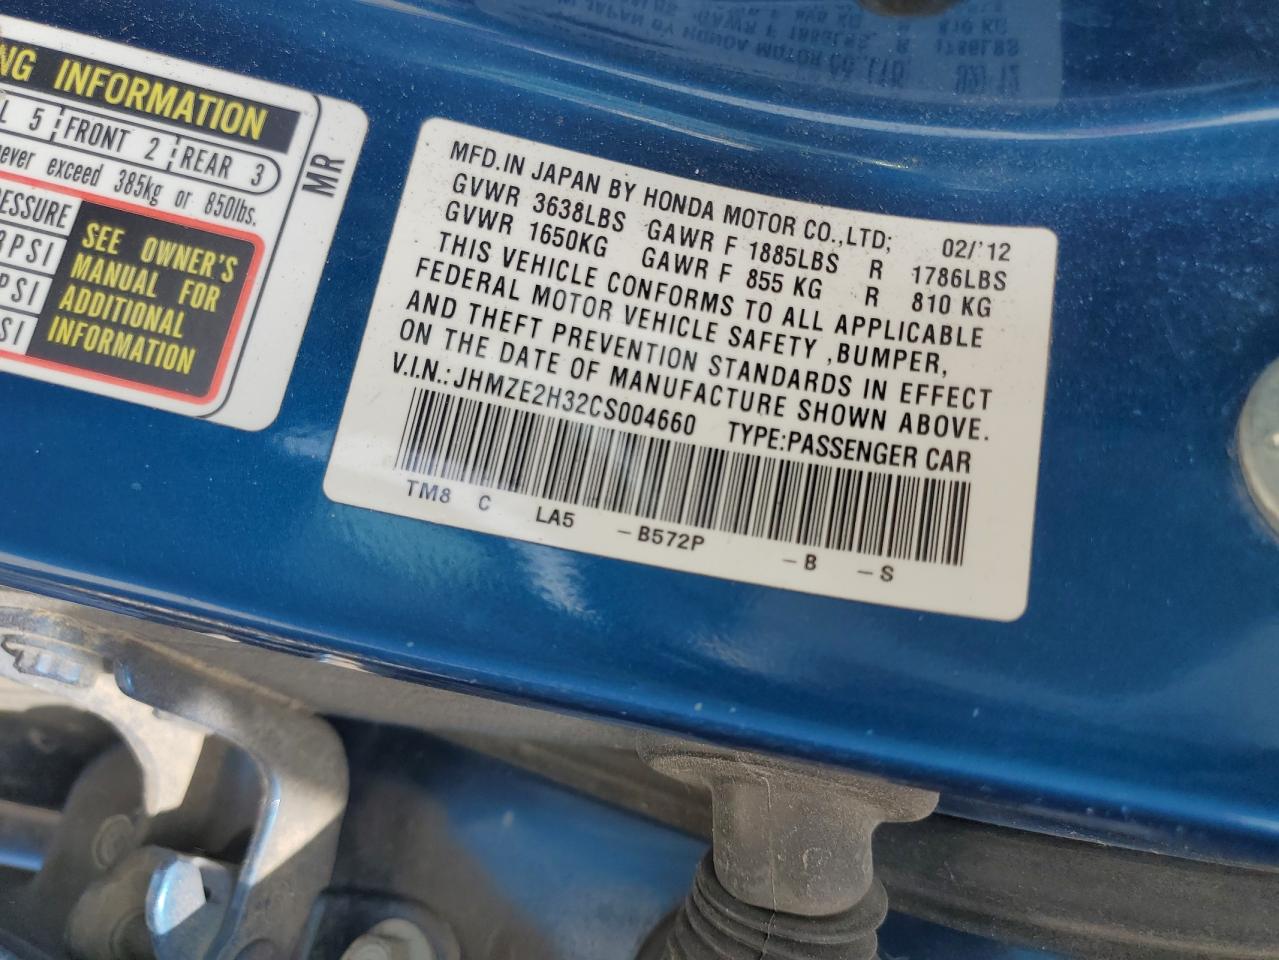 NG INFORMATION
L 5 FRONT 2 REAR 3
never exceed 385kg or 850lbs.
MR
ESSURE
3PSI
PSI
SI
SEE OWNER'S
MANUAL FOR
ADDITIONAL
INFORMATION
MFD.IN JAPAN BY HONDA MOTOR CO.,LTD; 02/'12
GVWR 3638LBS GAWR F 1885LBS R 1786LBS
GVWR 1650KG GAWR F 855 KG R 810 KG
THIS VEHICLE CONFORMS TO ALL APPLICABLE
FEDERAL MOTOR VEHICLE SAFETY ,BUMPER,
AND THEFT PREVENTION STANDARDS IN EFFECT
ON THE DATE OF MANUFACTURE SHOWN ABOVE.
V.I.N.: JHMZE2H32CS004660 TYPE:PASSENGER CAR
TM8 C LA5 -B572P -B -S